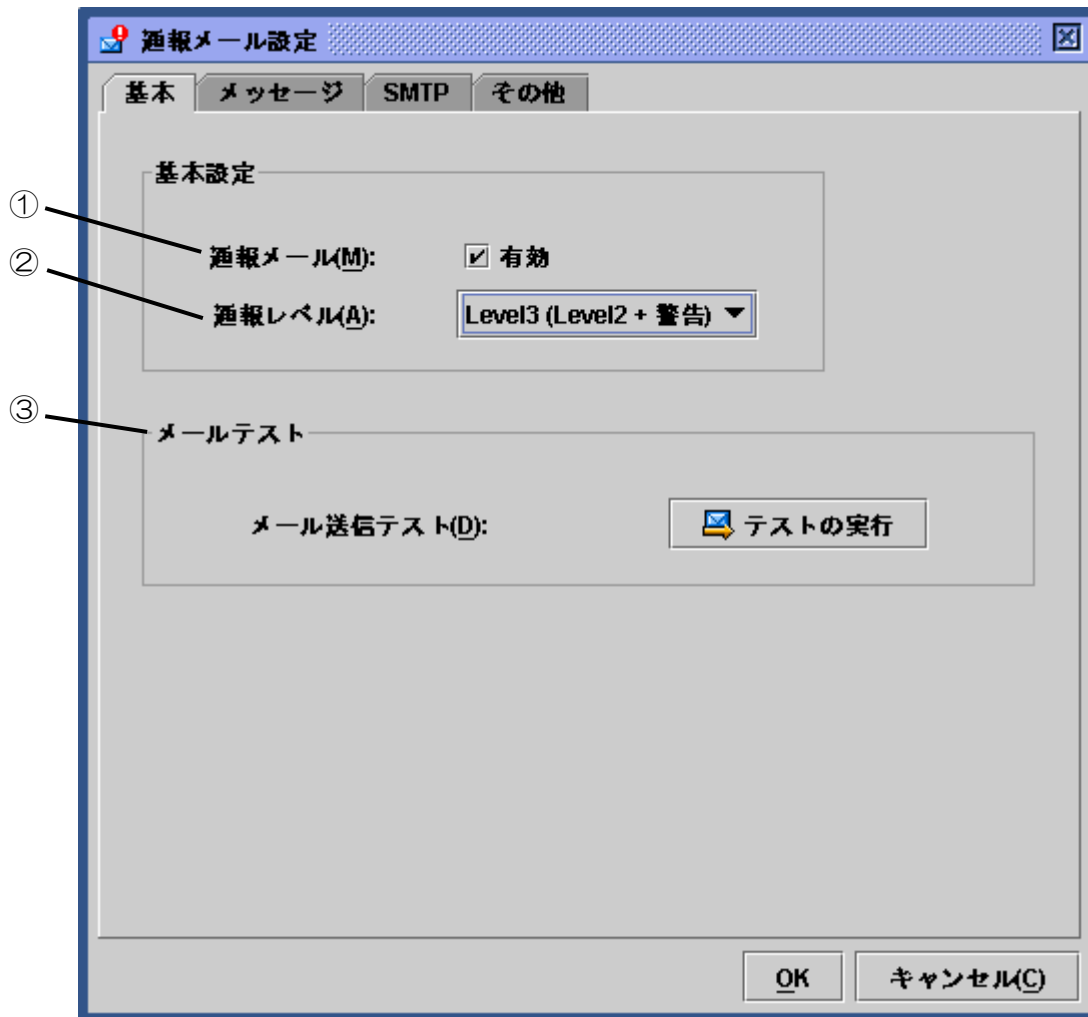 通報メール設定
基本 メッセージ SMTP その他
基本設定
① 通報メール(M): 有効
② 通報レベル(A): Level3 (Level2 + 警告)
③ メールテスト
メール送信テスト(D): テストの実行
OK キャンセル(C)